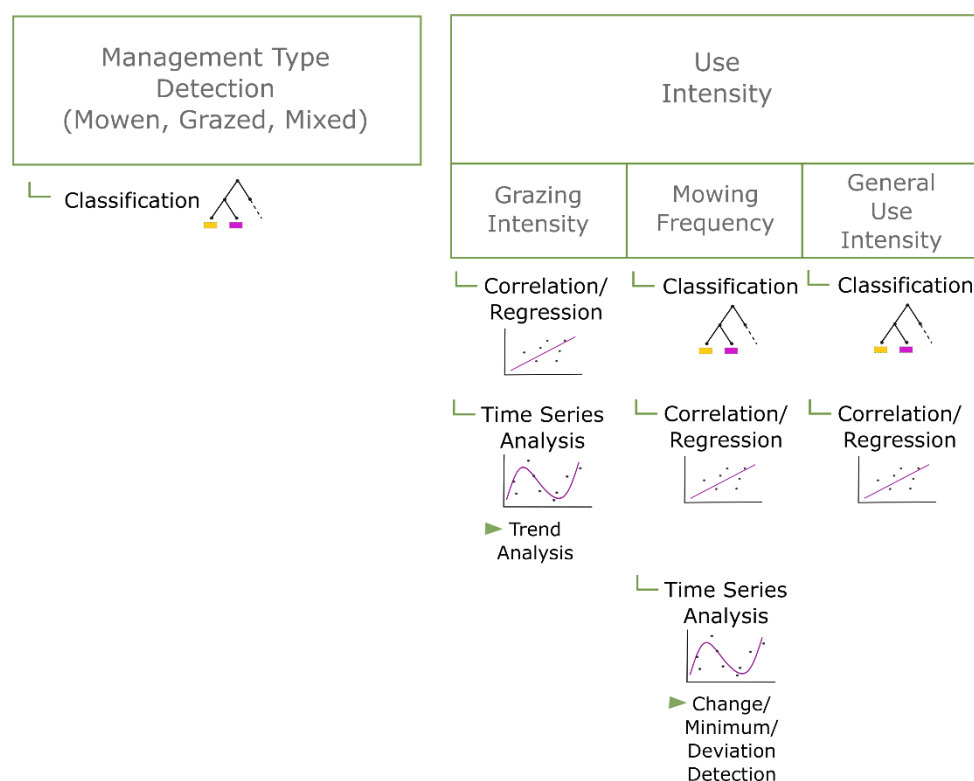 Management Type
Detection
(Mowen, Grazed, Mixed)
Classification
Use
Intensity
Grazing
Intensity
Mowing
Frequency
General
Use
Intensity
Correlation/
Regression
Time Series
Analysis
Trend
Analysis
Classification
Correlation/
Regression
Time Series
Analysis
Change/
Minimum/
Deviation
Detection
Classification
Correlation/
Regression